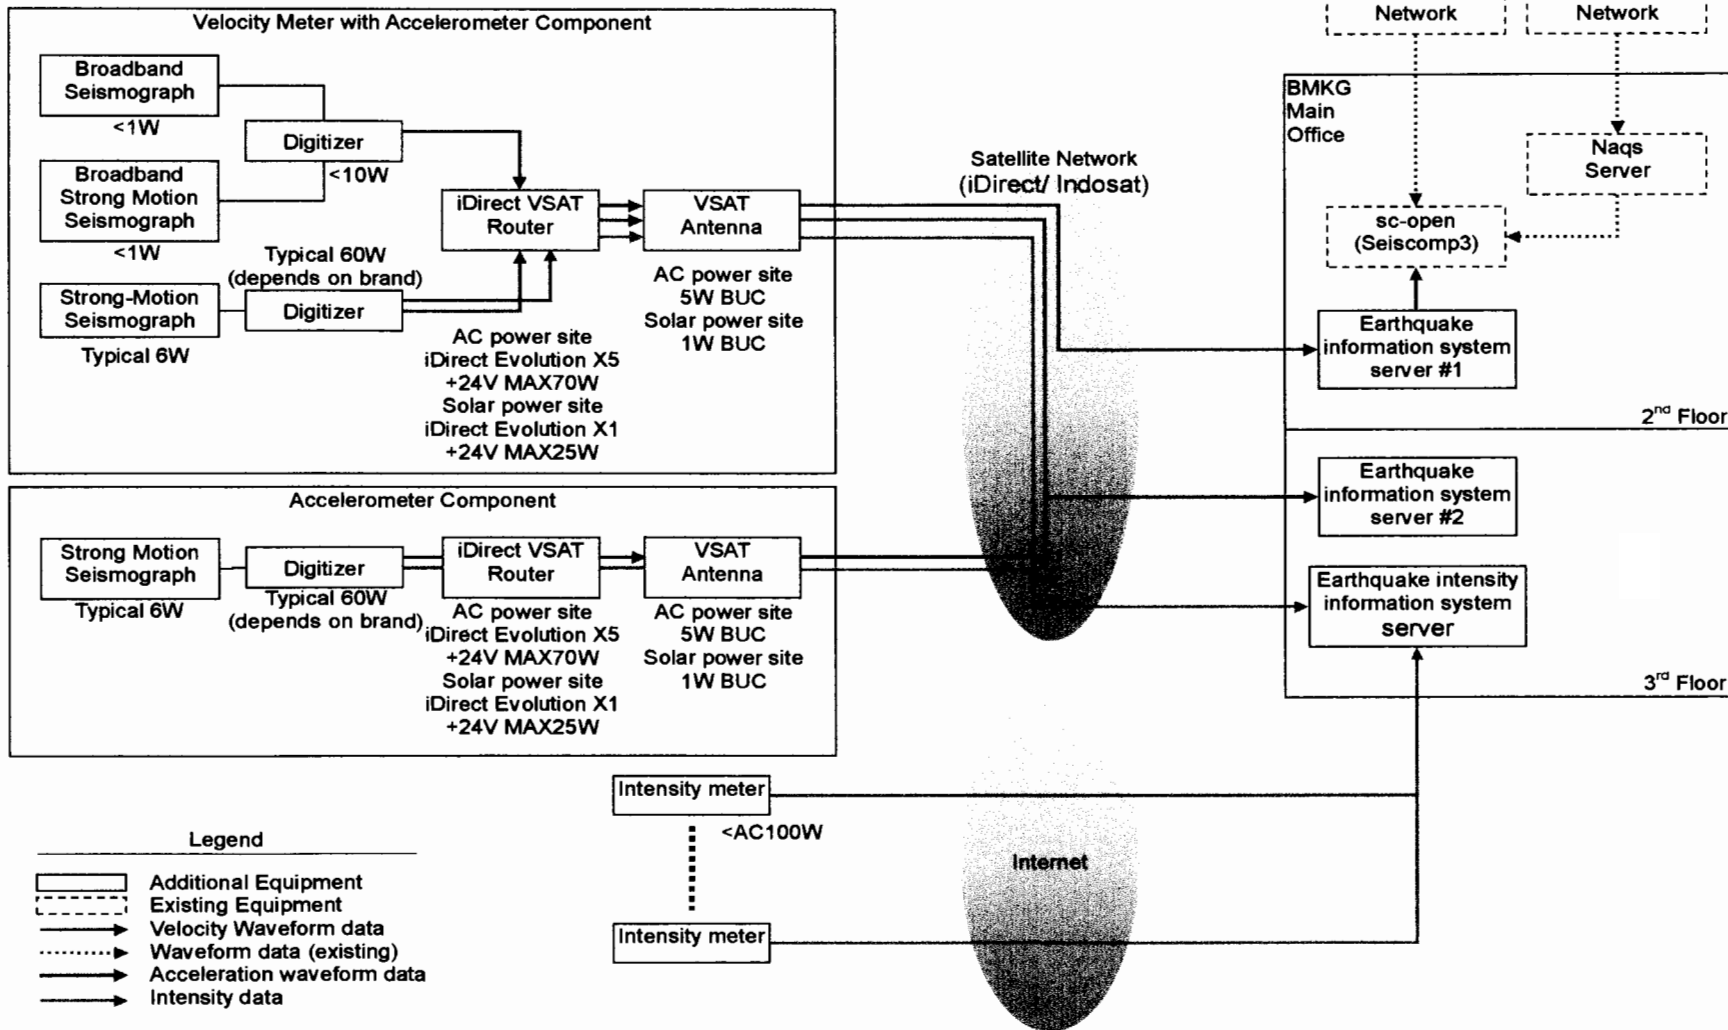 Network
Network
Velocity Meter with Accelerometer Component
Broadband
Seismograph
<1W
Digitizer
<10W
Broadband
Strong Motion
Seismograph
<1W
Typical 60W
(depends on brand)
Strong-Motion
Seismograph
Typical 6W
Digitizer
iDirect VSAT
Router
AC power site
iDirect Evolution X5
+24V MAX70W
Solar power site
iDirect Evolution X1
+24V MAX25W
VSAT
Antenna
AC power site
5W BUC
Solar power site
1W BUC
Satellite Network
(iDirect/ Indosat)
BMKG
Main
Office
Naqs
Server
sc-open
(Seiscomp3)
Earthquake
information system
server #1
2nd Floor
Earthquake
information system
server #2
Earthquake intensity
information system
server
3rd Floor
Accelerometer Component
Strong Motion
Seismograph
Typical 6W
Digitizer
Typical 60W
(depends on brand)
iDirect VSAT
Router
AC power site
iDirect Evolution X5
+24V MAX70W
Solar power site
iDirect Evolution X1
+24V MAX25W
VSAT
Antenna
AC power site
5W BUC
Solar power site
1W BUC
Intensity meter
<AC100W
Internet
Intensity meter
Legend
Additional Equipment
Existing Equipment
Velocity Waveform data
Waveform data (existing)
Acceleration waveform data
Intensity data